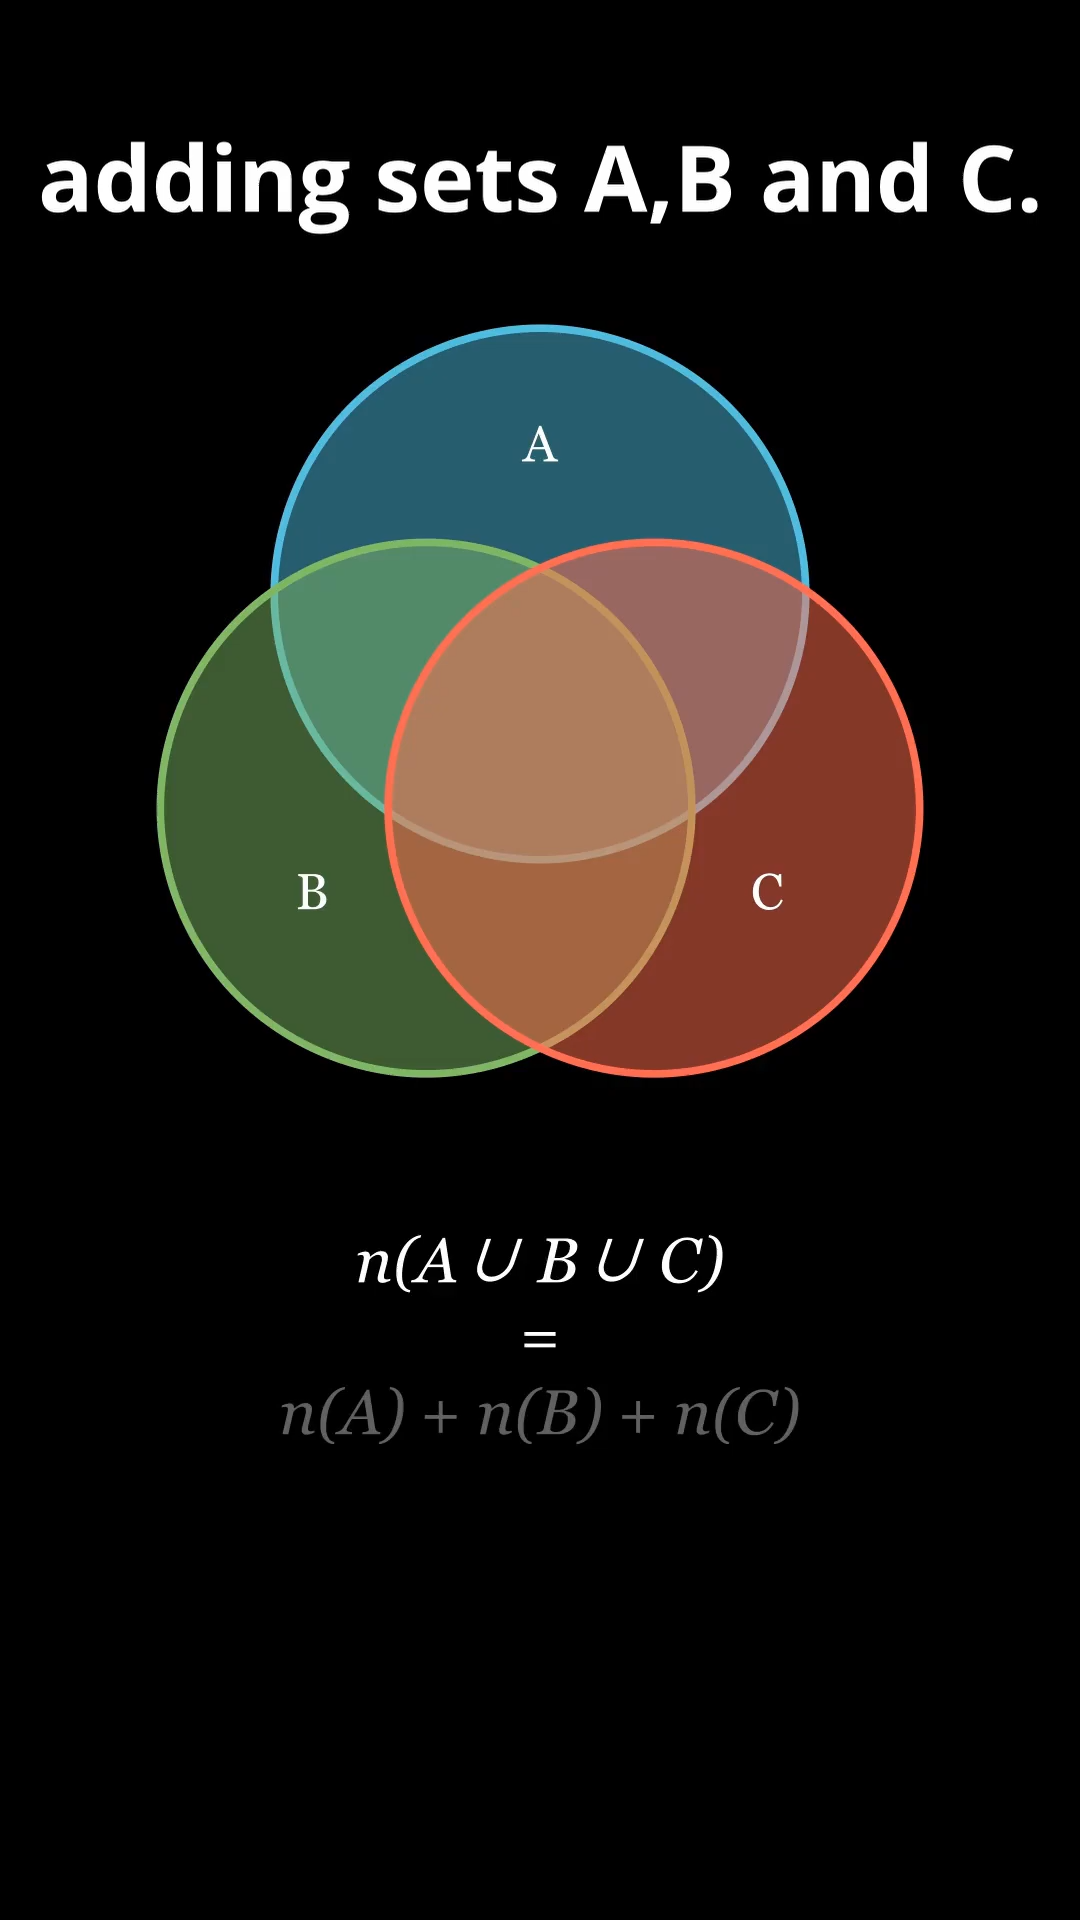 adding sets A,B and C.
A
B C
n(A ∪ B ∪ C)
=
n(A) + n(B) + n(C)